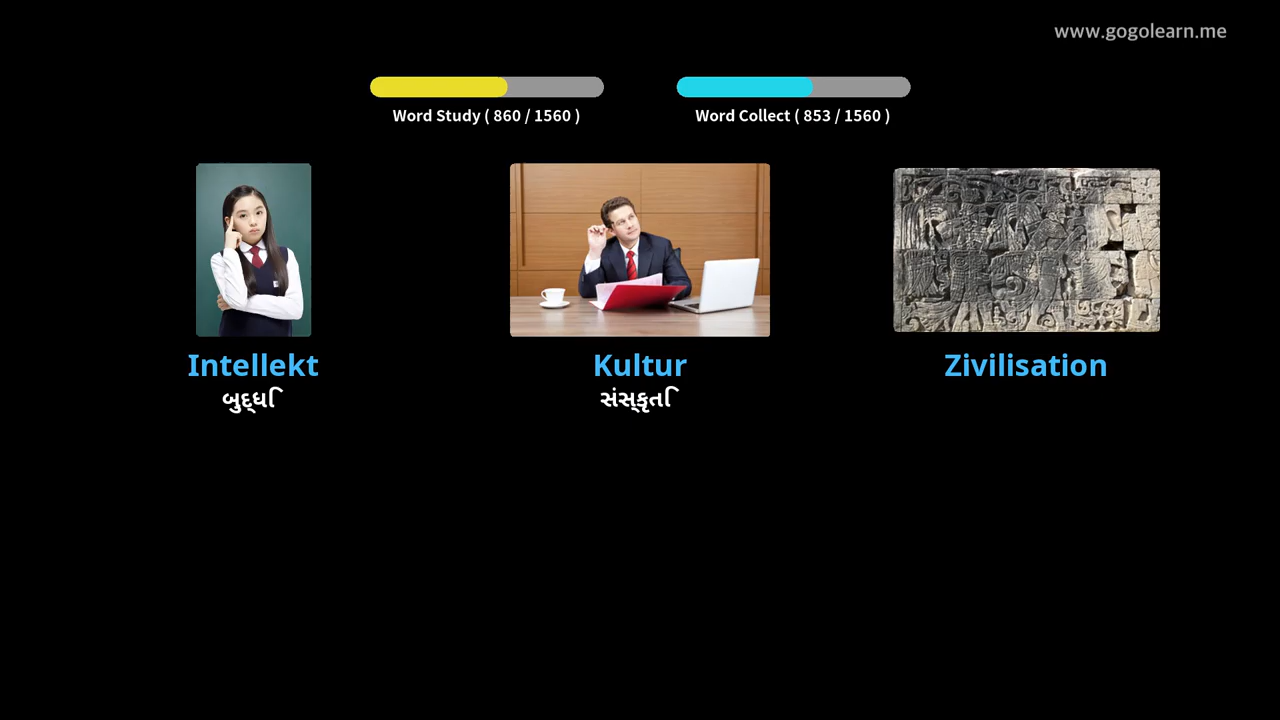 www.gogolearn.me
Word Study ( 860 / 1560 )
Word Collect ( 853 / 1560 )
Intellekt
બુદ્ધિ
Kultur
સંસ્કૃતિ
Zivilisation